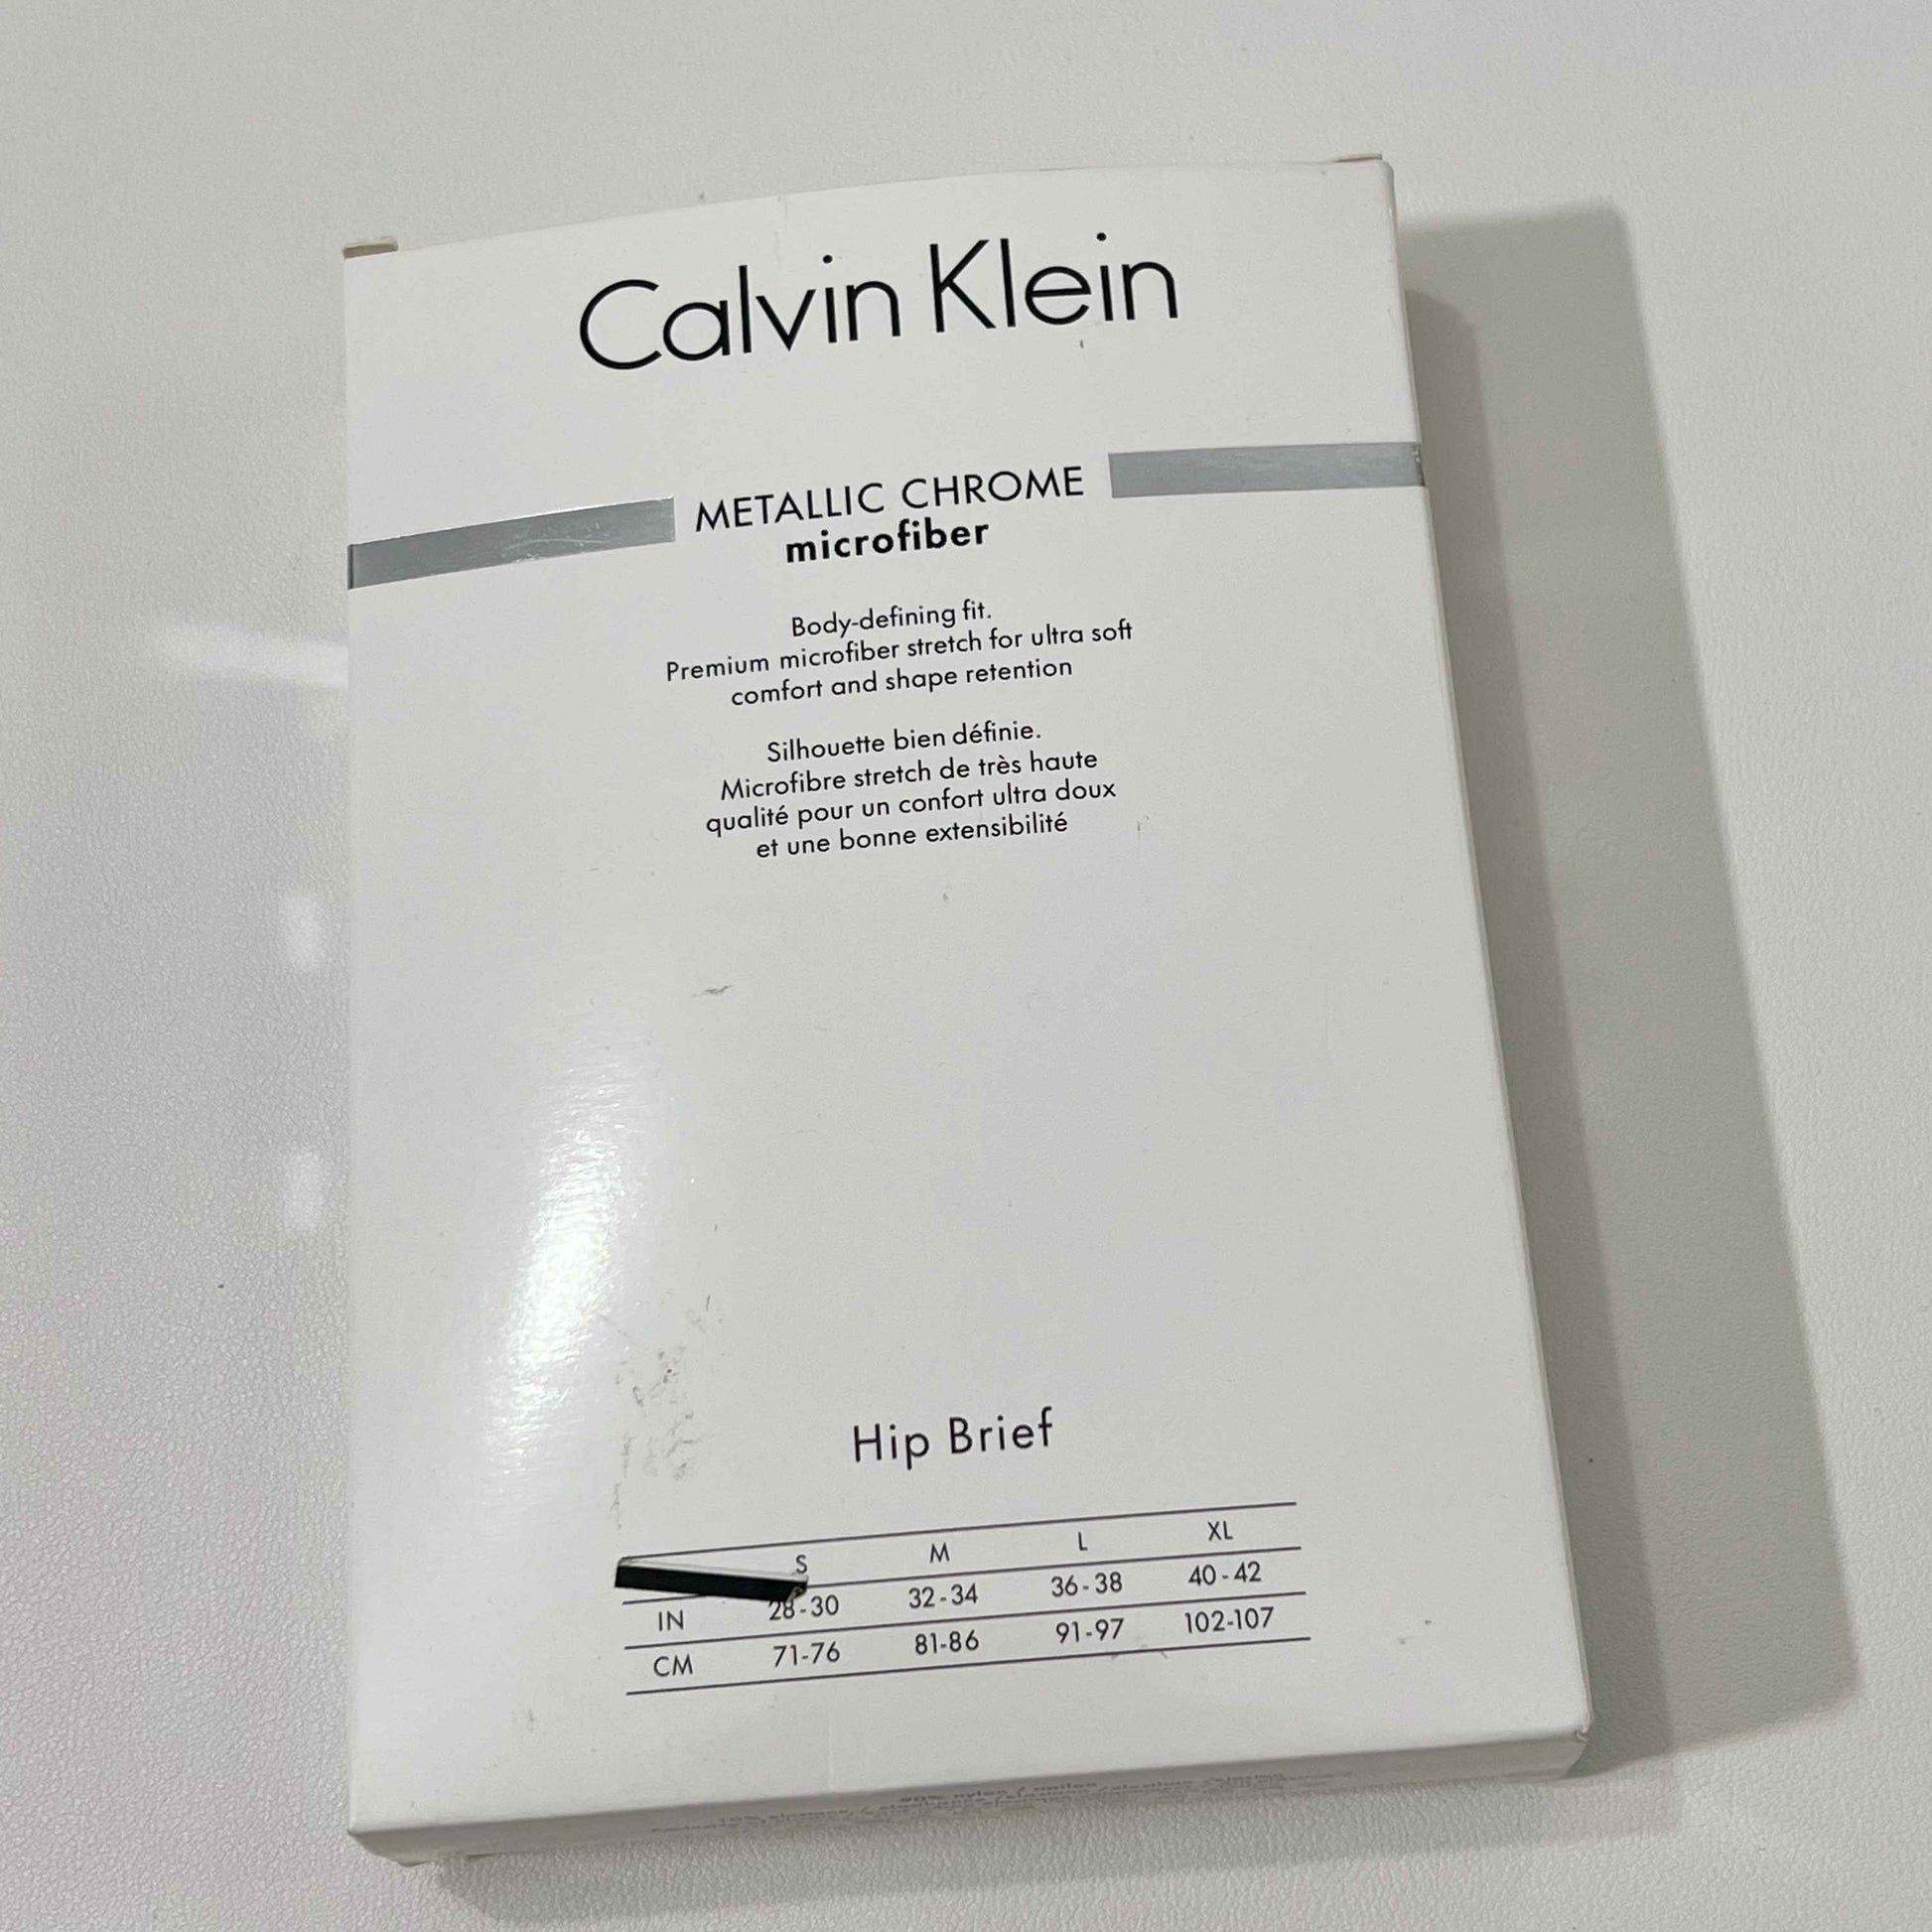 Calvin Klein
METALLIC CHROME
microfiber
Body-defining fit.
Premium microfiber stretch for ultra soft
comfort and shape retention
Silhouette bien définie.
Microfibre stretch de très haute
qualité pour un confort ultra doux
et une bonne extensibilité
Hip Brief
S M L XL
IN 28-30 32-34 36-38 40-42
CM 71-76 81-86 91-97 102-107
90% nylon /